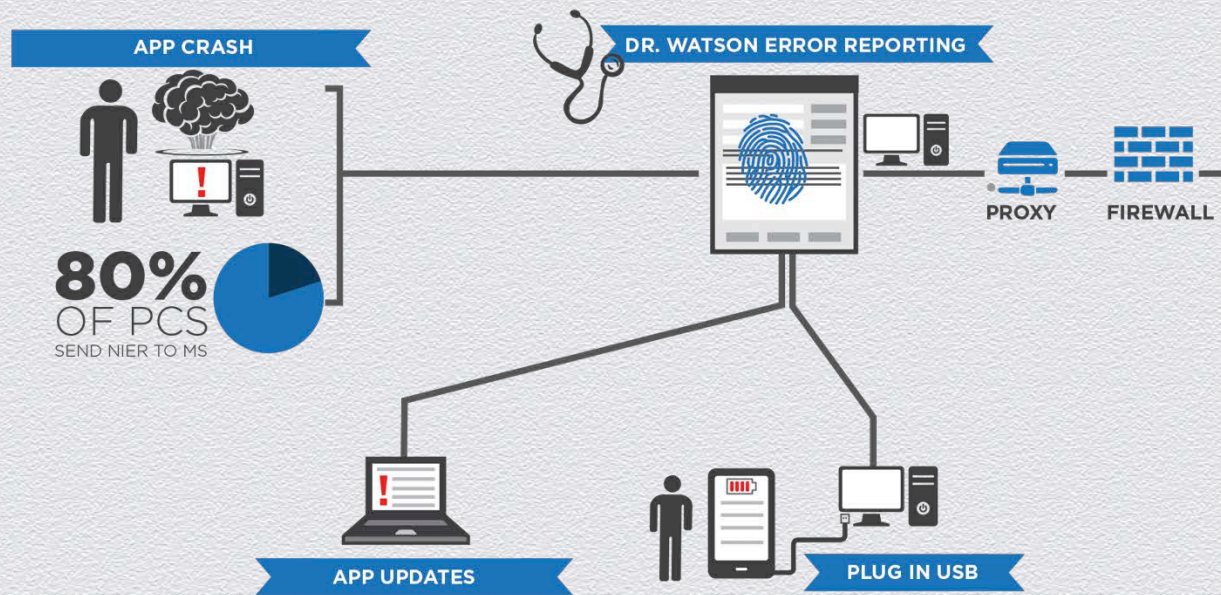 APP CRASH
DR. WATSON ERROR REPORTING
80%
OF PCS
SEND NIER TO MS
PROXY
FIREWALL
APP UPDATES
PLUG IN USB